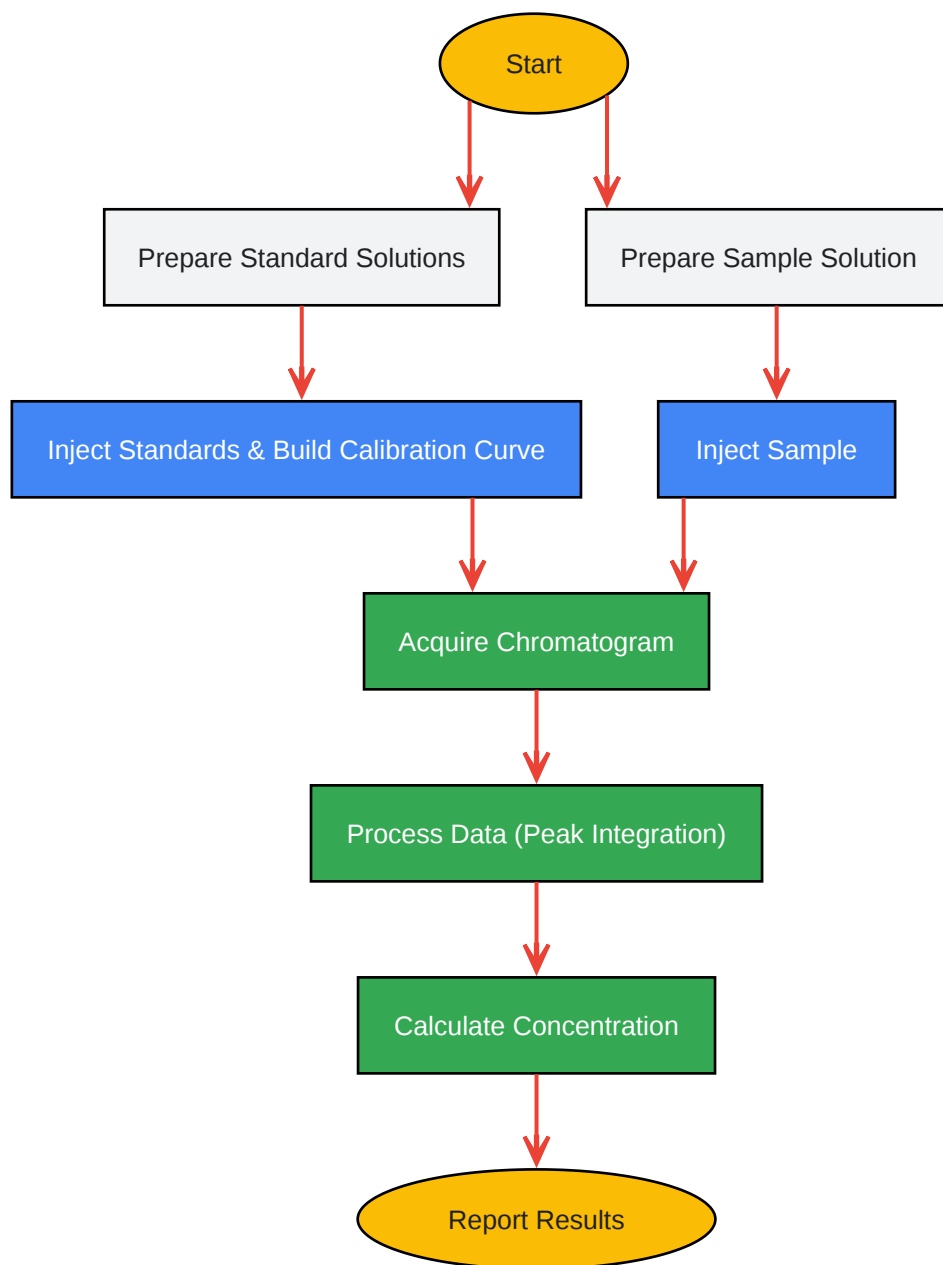 Start
Prepare Standard Solutions
Prepare Sample Solution
Inject Standards & Build Calibration Curve
Inject Sample
Acquire Chromatogram
Process Data (Peak Integration)
Calculate Concentration
Report Results